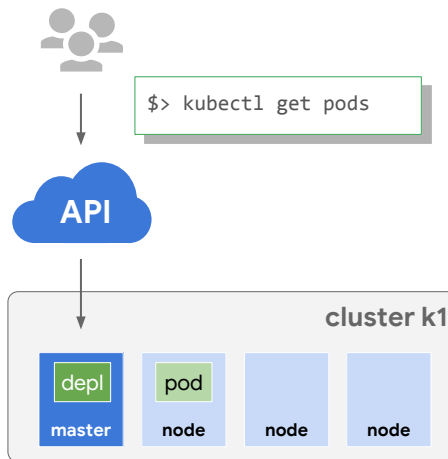 $> kubectl get pods
API
cluster k1
depl
pod
master
node
node
node